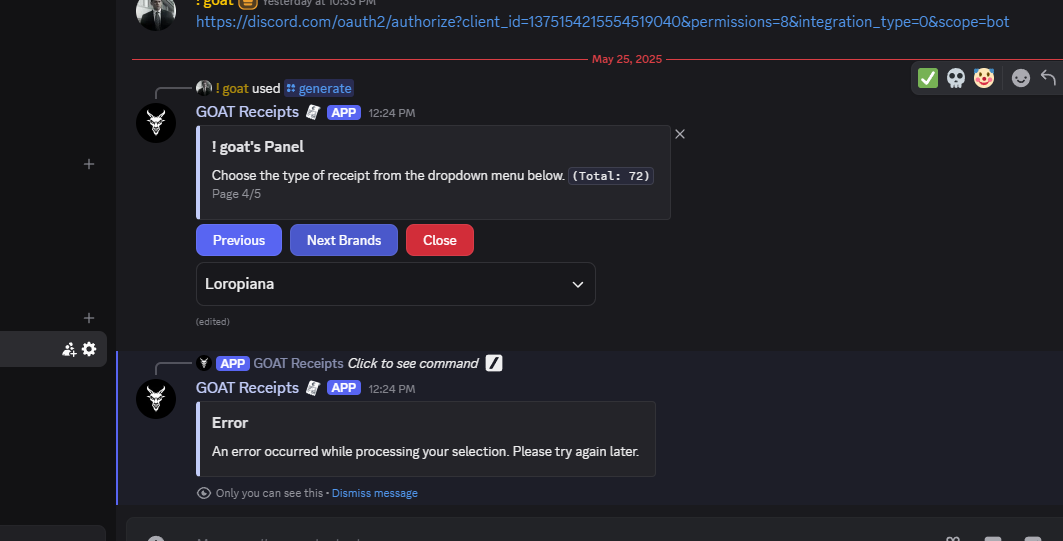 ! goat Yesterday at 10:33 PM
https://discord.com/oauth2/authorize?client_id=1375154215554519040&permissions=8&integration_type=0&scope=bot
May 25, 2025
! goat used generate
GOAT Receipts APP 12:24 PM
! goat's Panel
Choose the type of receipt from the dropdown menu below. (Total: 72)
Page 4/5
Previous Next Brands Close
Loropiana
(edited)
APP GOAT Receipts Click to see command
GOAT Receipts APP 12:24 PM
Error
An error occurred while processing your selection. Please try again later.
Only you can see this • Dismiss message